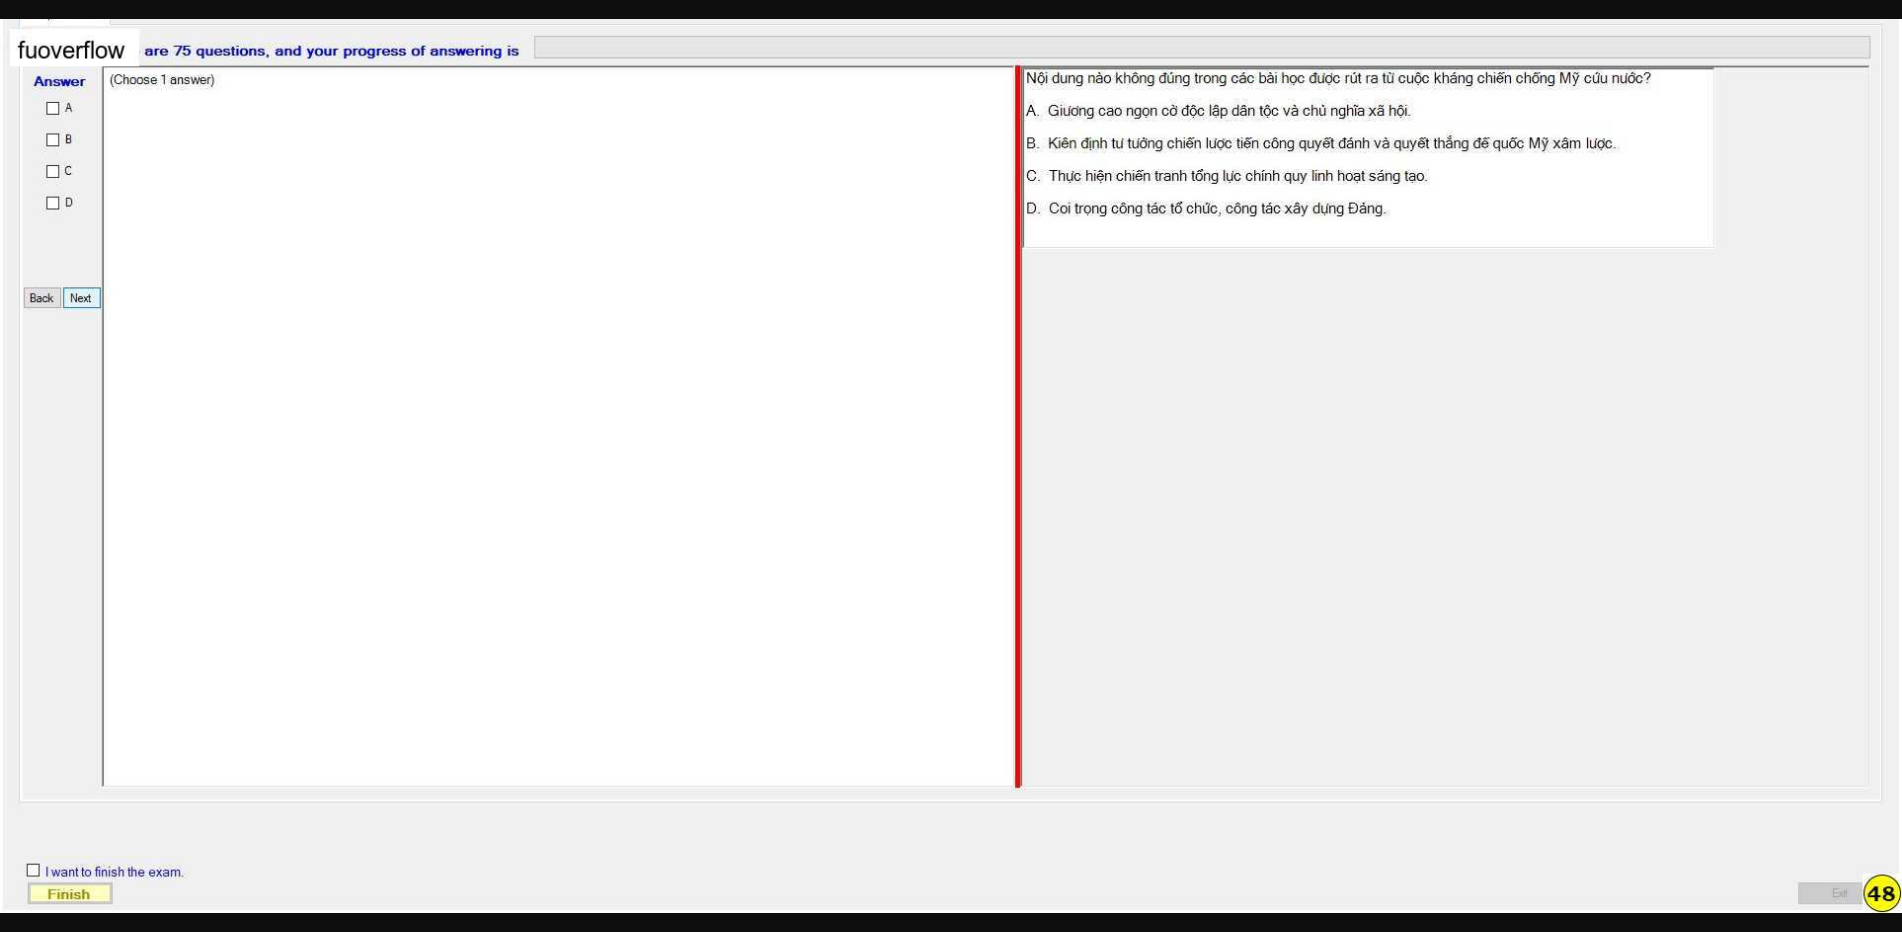 fuoverflow are 75 questions, and your progress of answering is
Answer
(Choose 1 answer)
A
B
C
D
Back Next
Nội dung nào không đúng trong các bài học được rút ra từ cuộc kháng chiến chống Mỹ cứu nước?
A. Giương cao ngọn cờ độc lập dân tộc và chủ nghĩa xã hội.
B. Kiên định tư tưởng chiến lược tiến công quyết đánh và quyết thắng đế quốc Mỹ xâm lược.
C. Thực hiện chiến tranh tổng lực chính quy linh hoạt sáng tạo.
D. Coi trọng công tác tổ chức, công tác xây dựng Đảng.
I want to finish the exam.
Finish
Exit
48